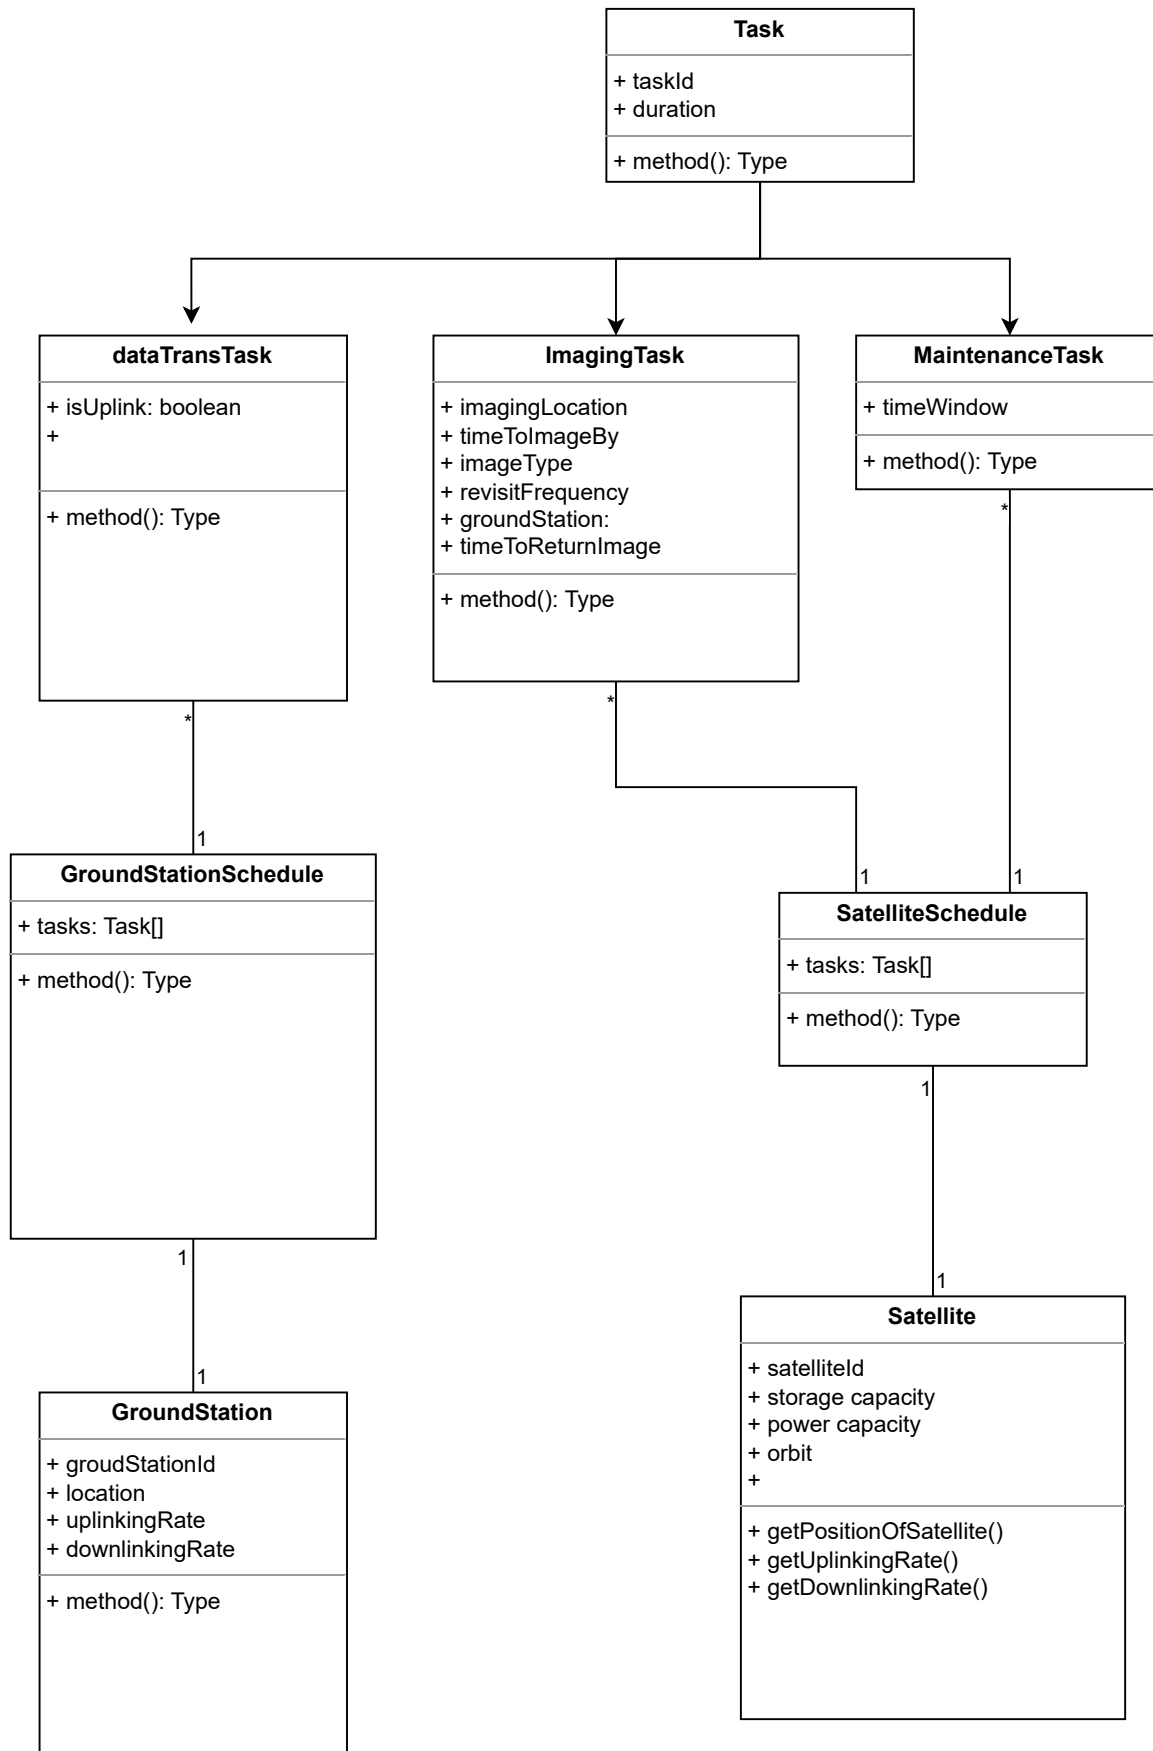 Task
+ taskId
+ duration
+ method(): Type
dataTransTask
+ isUplink: boolean
+
+ method(): Type
*
ImagingTask
+ imagingLocation
+ timeToImageBy
+ imageType
+ revisitFrequency
+ groundStation:
+ timeToReturnImage
+ method(): Type
*
MaintenanceTask
+ timeWindow
+ method(): Type
*
1
GroundStationSchedule
+ tasks: Task[]
+ method(): Type
1
1
1
SatelliteSchedule
+ tasks: Task[]
+ method(): Type
1
1
GroundStation
+ groudStationId
+ location
+ uplinkingRate
+ downlinkingRate
+ method(): Type
1
Satellite
+ satelliteId
+ storage capacity
+ power capacity
+ orbit
+
+ getPositionOfSatellite()
+ getUplinkingRate()
+ getDownlinkingRate()